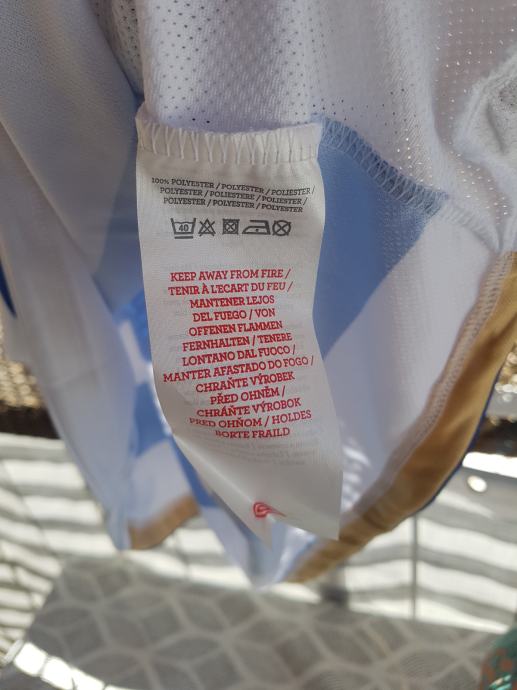 100% POLYESTER / POLYESTER / POLIESTER /
POLYESTER / POLIESTERE / POLIESTER /
POLYESTER / POLYESTER / POLYESTER
40
KEEP AWAY FROM FIRE /
TENIR À L'ECART DU FEU /
MANTENER LEJOS
DEL FUEGO / VON
OFFENEN FLAMMEN
FERNHALTEN / TENERE
LONTANO DAL FUOCO /
MANTER AFASTADO DO FOGO /
CHRAŇTE VÝROBEK
PŘED OHNĚM /
CHRÁŇTE VÝROBOK
PRED OHŇOM / HOLDES
BORTE FRA ILD